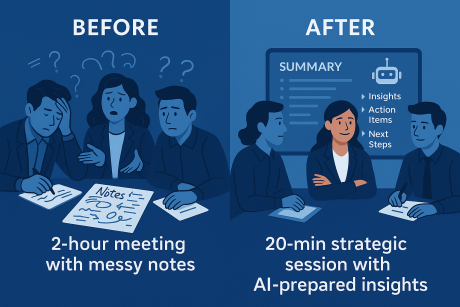 BEFORE
Notes
2-hour meeting
with messy notes
AFTER
SUMMARY
Insights
Action
Items
Next
Steps
20-min strategic
session with
AI-prepared insights